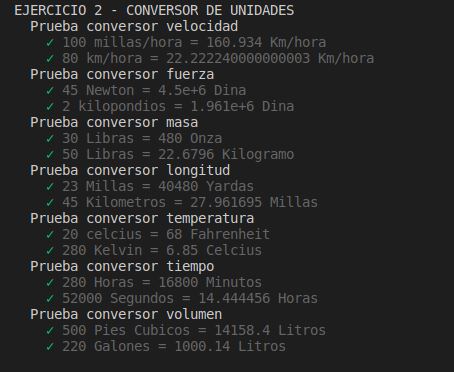 EJERCICIO 2 - CONVERSOR DE UNIDADES
Prueba conversor velocidad
✓ 100 millas/hora = 160.934 Km/hora
✓ 80 km/hora = 22.222240000000003 Km/hora
Prueba conversor fuerza
✓ 45 Newton = 4.5e+6 Dina
✓ 2 kilopondios = 1.961e+6 Dina
Prueba conversor masa
✓ 30 Libras = 480 Onza
✓ 50 Libras = 22.6796 Kilogramo
Prueba conversor longitud
✓ 23 Millas = 40480 Yardas
✓ 45 Kilometros = 27.961695 Millas
Prueba conversor temperatura
✓ 20 celcius = 68 Fahrenheit
✓ 280 Kelvin = 6.85 Celcius
Prueba conversor tiempo
✓ 280 Horas = 16800 Minutos
✓ 52000 Segundos = 14.444456 Horas
Prueba conversor volumen
✓ 500 Pies Cubicos = 14158.4 Litros
✓ 220 Galones = 1000.14 Litros